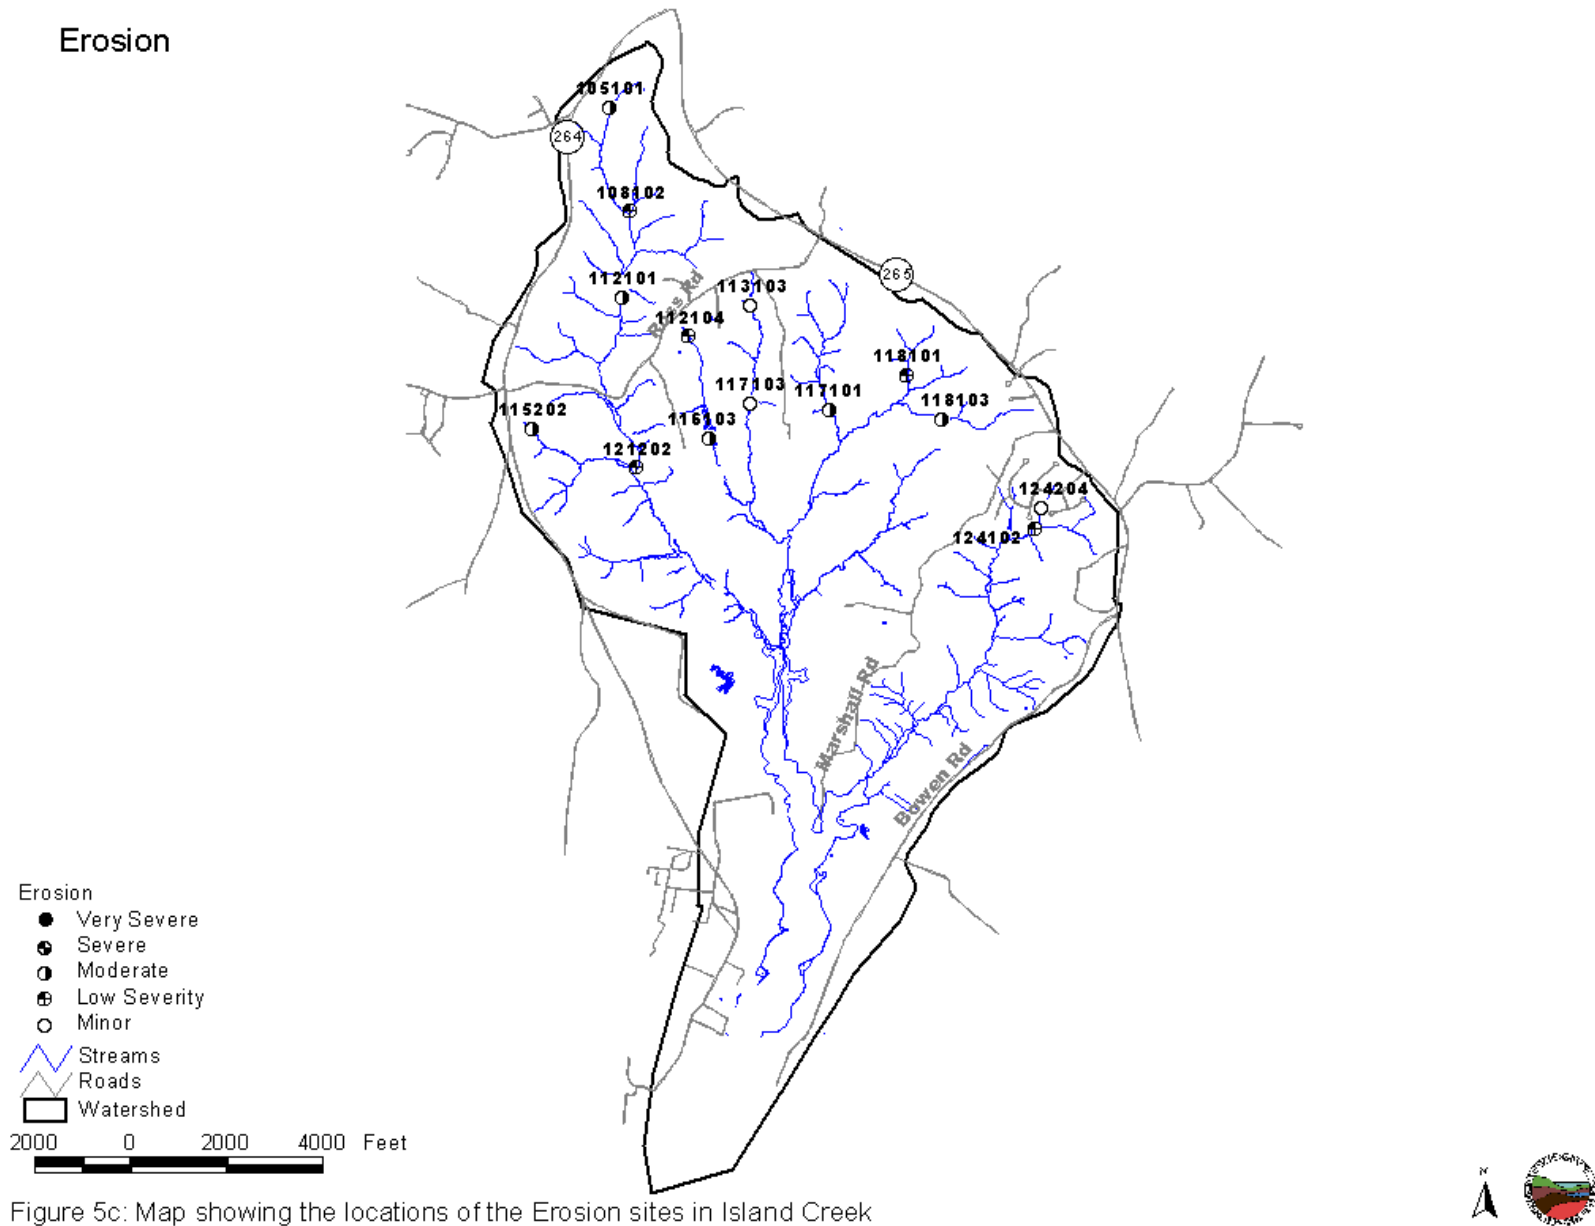 Erosion
105101
264
108102
265
112101
113103
Ross Rd
112104
118101
117103
117101
118103
115202
116103
121202
124204
124102
Marshall Rd
Bowen Rd
Erosion
Very Severe
Severe
Moderate
Low Severity
Minor
Streams
Roads
Watershed
2000 0 2000 4000 Feet
N
Figure 5c: Map showing the locations of the Erosion sites in Island Creek